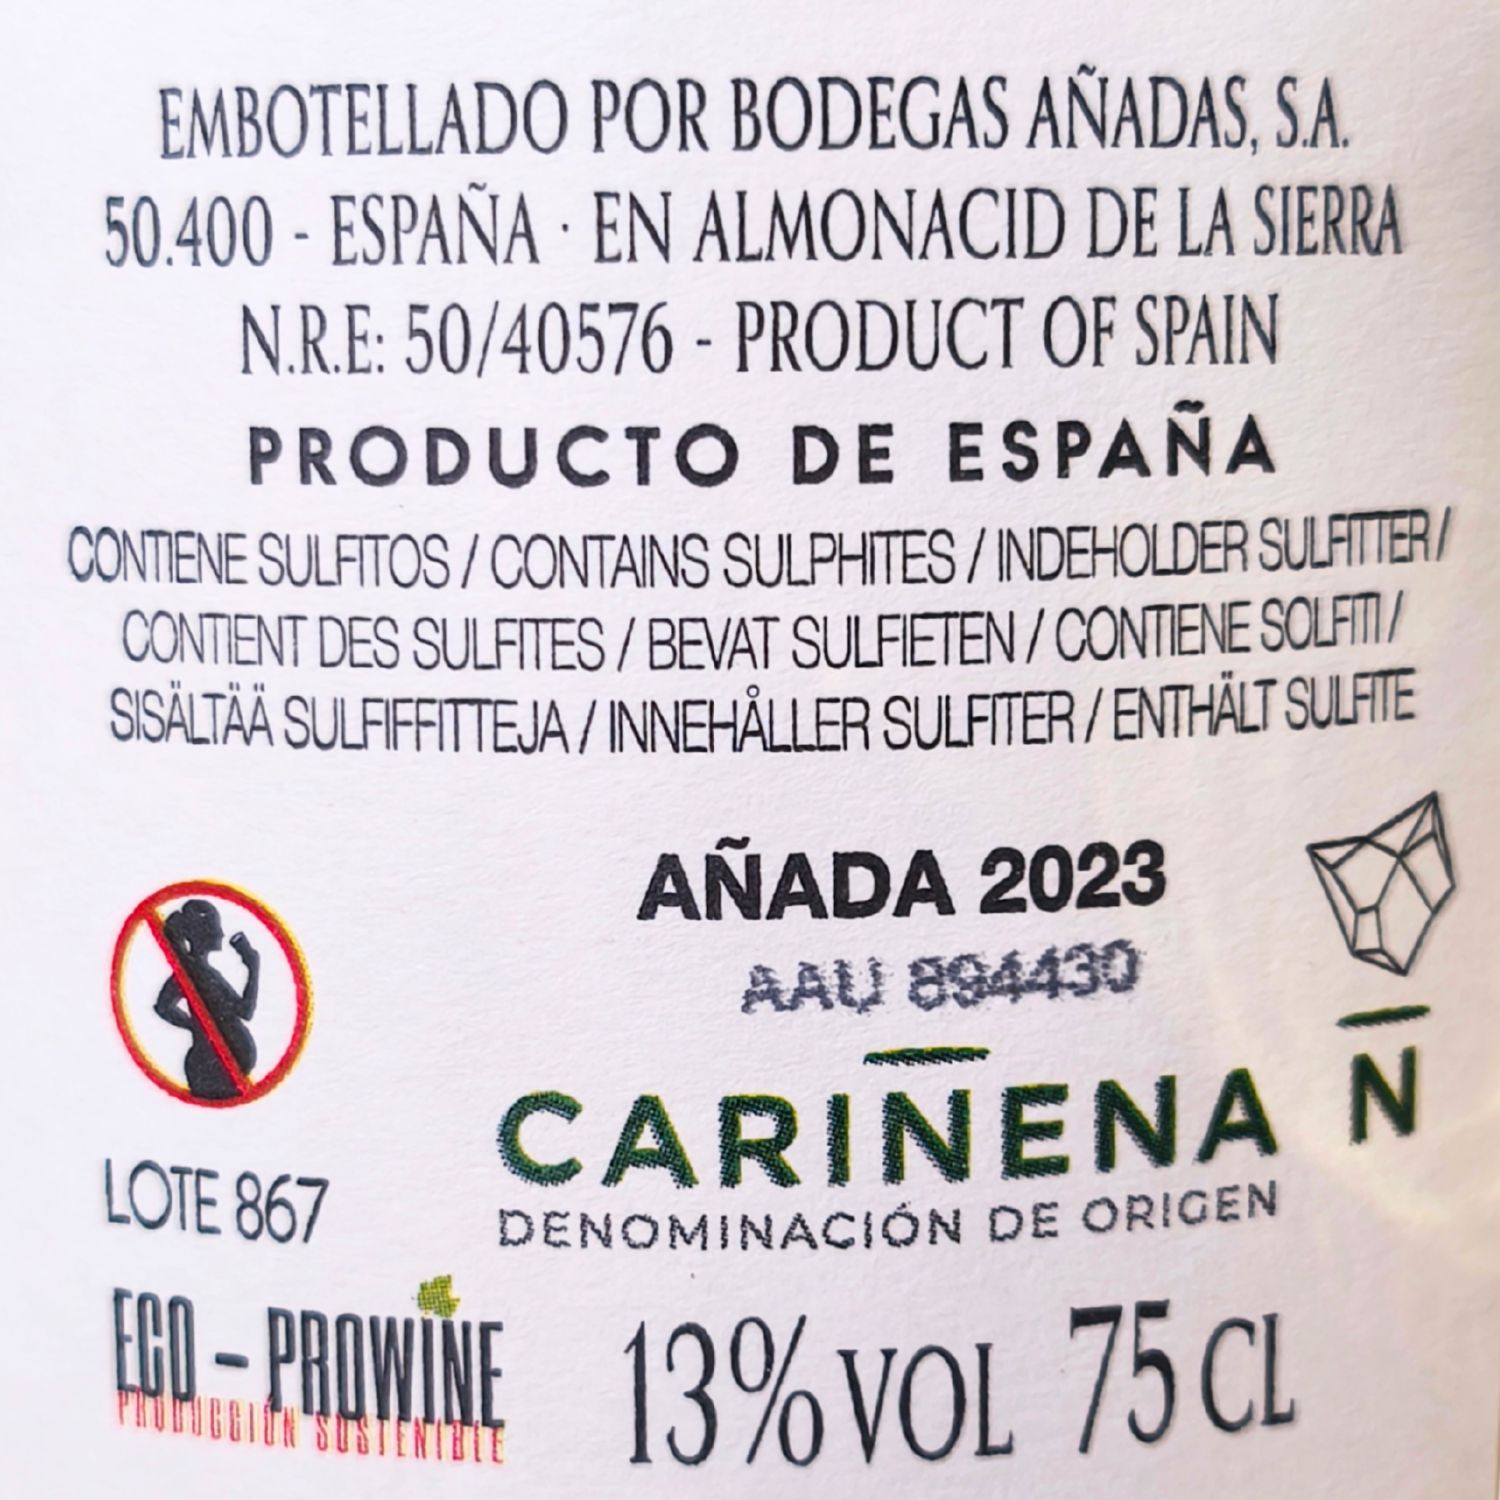 EMBOTELLADO POR BODEGAS AÑADAS, S.A.
50.400 - ESPAÑA · EN ALMONACID DE LA SIERRA
N.R.E: 50/40576 - PRODUCT OF SPAIN
PRODUCTO DE ESPAÑA
CONTIENE SULFITOS / CONTAINS SULPHITES / INDEHOLDER SULFITTER /
CONTIENT DES SULFITES / BEVAT SULFIETEN / CONTIENE SOLFITI /
SISÄLTÄÄ SULFIFFITTEJA / INNEHÅLLER SULFITER / ENTHÄLT SULFITE
AÑADA 2023
AAU 894430
CARIÑENA Ñ
DENOMINACIÓN DE ORIGEN
LOTE 867
ECO - PROWINE
PRODUCCIÓN SOSTENIBLE
13% VOL 75 CL